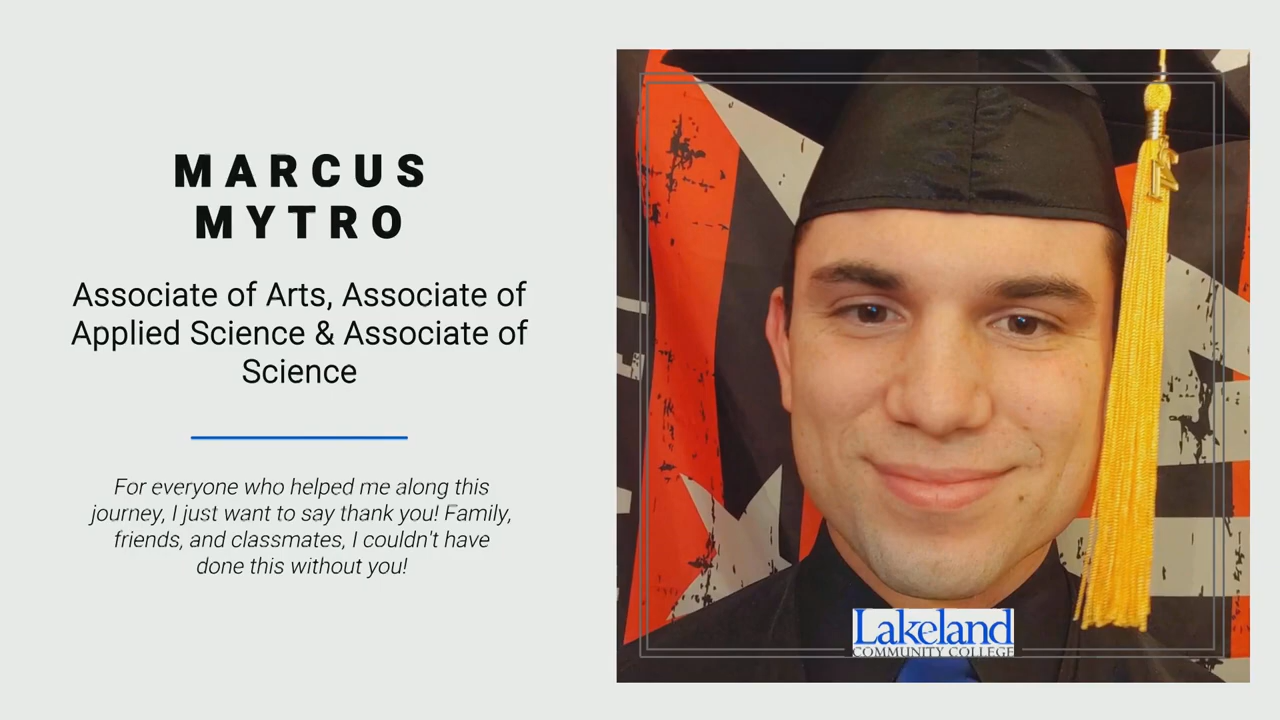 MARCUS
MYTRO
Associate of Arts, Associate of
Applied Science & Associate of
Science
For everyone who helped me along this
journey, I just want to say thank you! Family,
friends, and classmates, I couldn't have
done this without you!
Lakeland
COMMUNITY COLLEGE